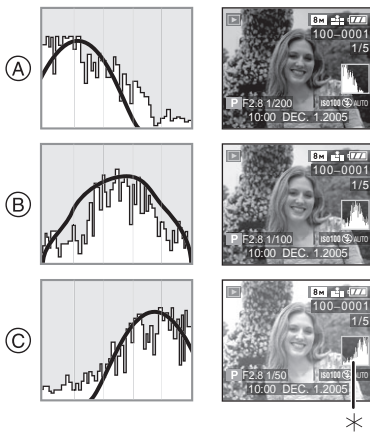 A
8M
100–0001
1/5
P F2.8 1/200 ISO100 AUTO
10:00 DEC. 1.2005
B
8M
100–0001
1/5
P F2.8 1/100 ISO100 AUTO
10:00 DEC. 1.2005
C
8M
100–0001
1/5
P F2.8 1/50 ISO100 AUTO
10:00 DEC. 1.2005
*